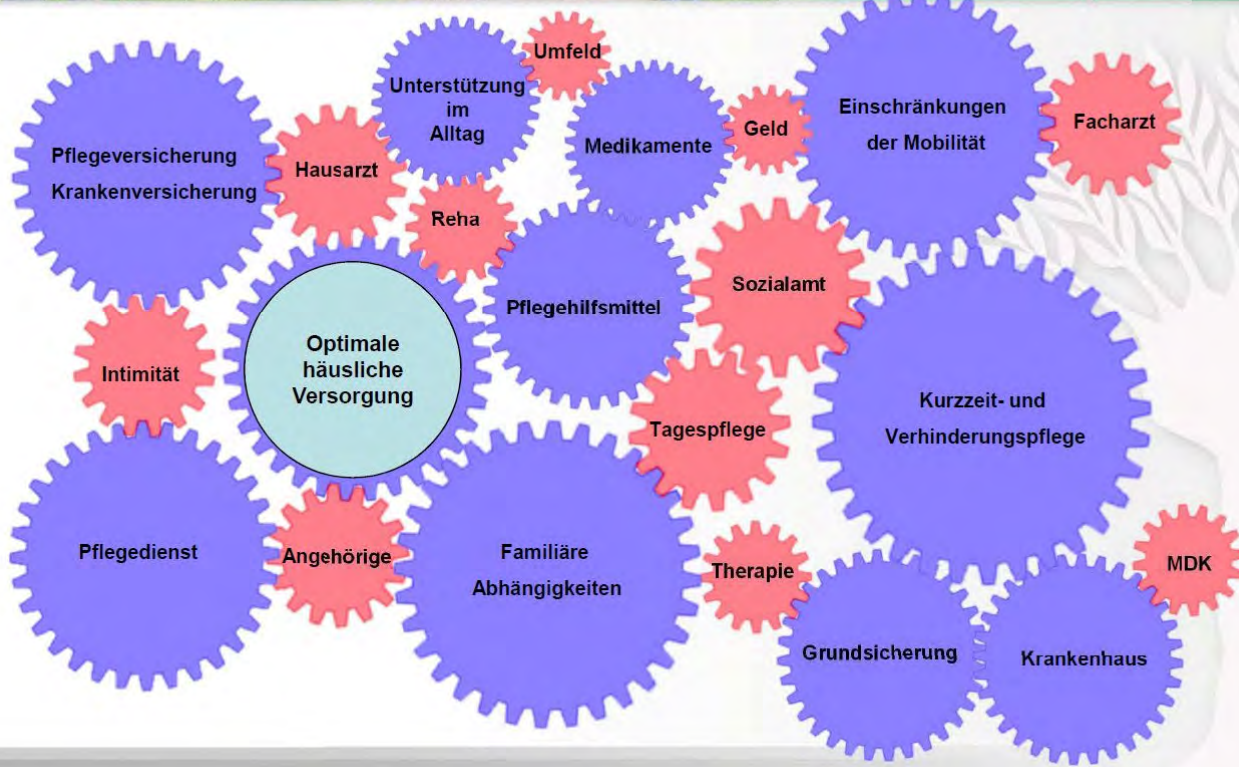 Umfeld
Unterstützung
im
Alltag
Pflegeversicherung
Krankenversicherung
Hausarzt
Medikamente
Geld
Einschränkungen
der Mobilität
Facharzt
Reha
Sozialamt
Pflegehilfsmittel
Optimale
häusliche
Versorgung
Intimität
Tagespflege
Kurzzeit- und
Verhinderungspflege
Pflegedienst
Angehörige
Familiäre
Abhängigkeiten
Therapie
MDK
Grundsicherung
Krankenhaus